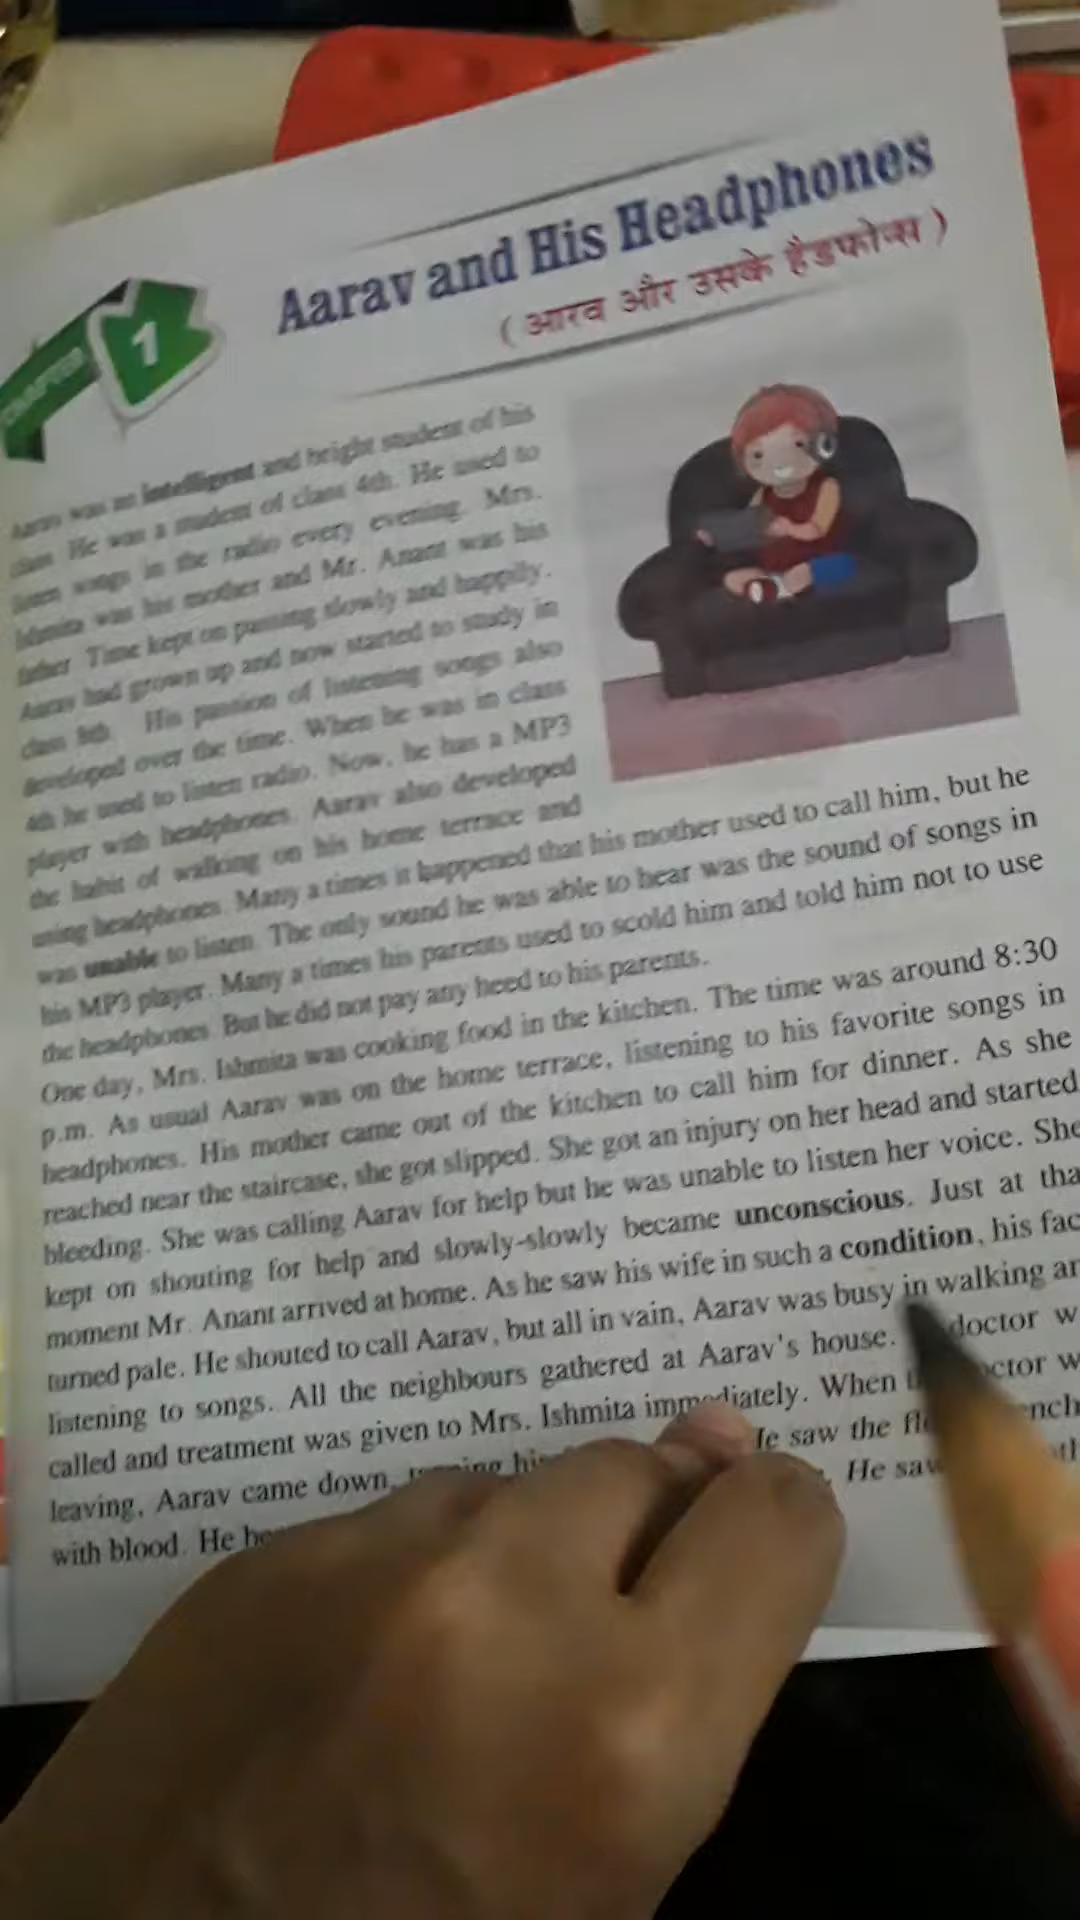 Aarav and His Headphones
( आरव और उसके हैडफोन्स )
CHAPTER
1
Aarav was an intelligent and bright student of his
class. He was a student of class 4th. He used to
listen songs in the radio every evening. Mrs.
Ishmita was his mother and Mr. Anant was his
father. Time kept on passing slowly and happily.
Aarav had grown up and now started to study in
class 8th. His passion of listening songs also
developed over the time. When he was in class
4th he used to listen radio. Now, he has a MP3
player with headphones. Aarav also developed
the habit of walking on his home terrace and
using headphones. Many a times it happened that his mother used to call him, but he
was unable to listen. The only sound he was able to hear was the sound of songs in
his MP3 player. Many a times his parents used to scold him and told him not to use
the headphones. But he did not pay any heed to his parents.
One day, Mrs. Ishmita was cooking food in the kitchen. The time was around 8:30
p.m. As usual Aarav was on the home terrace, listening to his favorite songs in
headphones. His mother came out of the kitchen to call him for dinner. As she
reached near the staircase, she got slipped. She got an injury on her head and started
bleeding. She was calling Aarav for help but he was unable to listen her voice. She
kept on shouting for help and slowly-slowly became unconscious. Just at tha
moment Mr. Anant arrived at home. As he saw his wife in such a condition, his fac
turned pale. He shouted to call Aarav, but all in vain, Aarav was busy in walking an
listening to songs. All the neighbours gathered at Aarav's house. doctor w
called and treatment was given to Mrs. Ishmita immediately. When w
leaving, Aarav came down, He saw the
with blood. He He saw